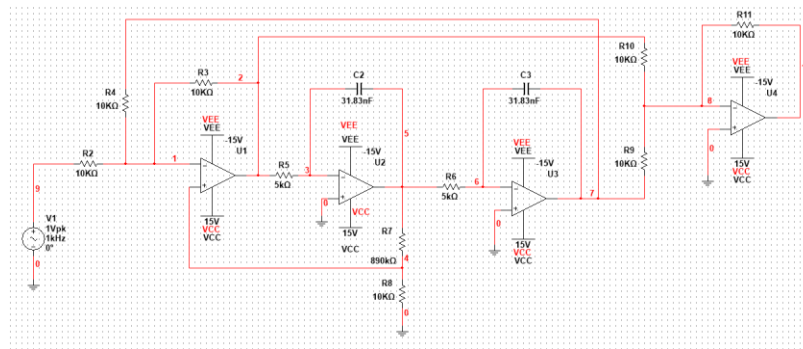 R11
10KΩ
R10
10KΩ
VEE
VEE
-15V
U4
8
0
15V
VCC
VCC
R4
10KΩ
R3
10KΩ
2
C2
31.83nF
C3
31.83nF
5
VEE
VEE
-15V
U1
VEE
VEE
-15V
U2
VEE
VEE
-15V
U3
R9
10KΩ
R2
10KΩ
1
R5
5kΩ
3
R6
5kΩ
6
7
9
0
VCC
15V
VCC
0
15V
VCC
VCC
15V
VCC
VCC
V1
1Vpk
1kHz
0°
0
R7
890kΩ
4
R8
10KΩ
0